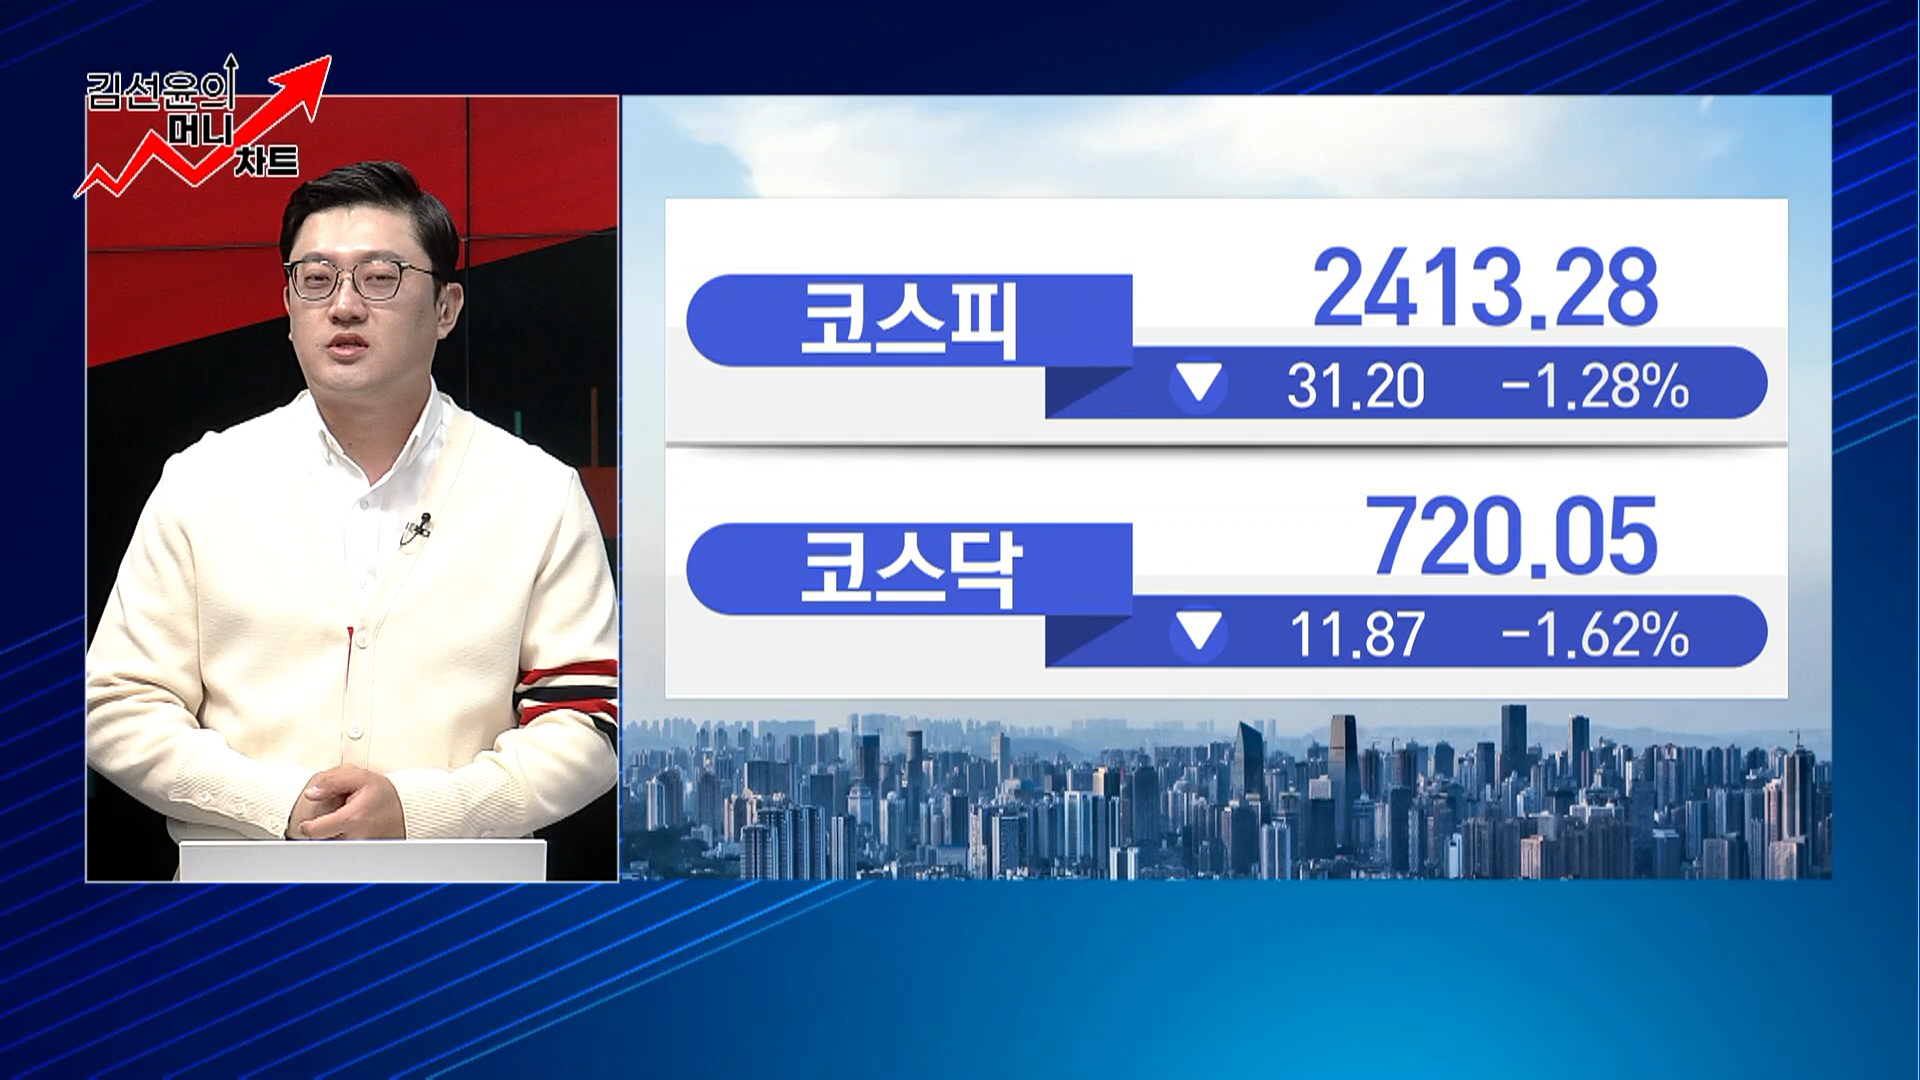 김선윤의
머니
차트
코스피
2413.28
▼ 31.20 -1.28%
코스닥
720.05
▼ 11.87 -1.62%